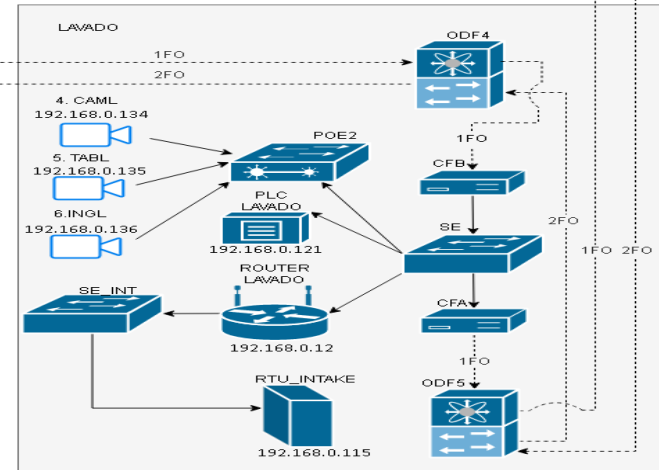 LAVADO
1FO
2FO
ODF4
4. CAML
192.168.0.134
POE2
1FO
CFB
5. TABL
192.168.0.135
PLC
LAVADO
6.INGL
192.168.0.136
192.168.0.121
SE
2FO
1FO
2FO
ROUTER
LAVADO
SE_INT
CFA
192.168.0.12
1FO
RTU_INTAKE
ODF5
192.168.0.115